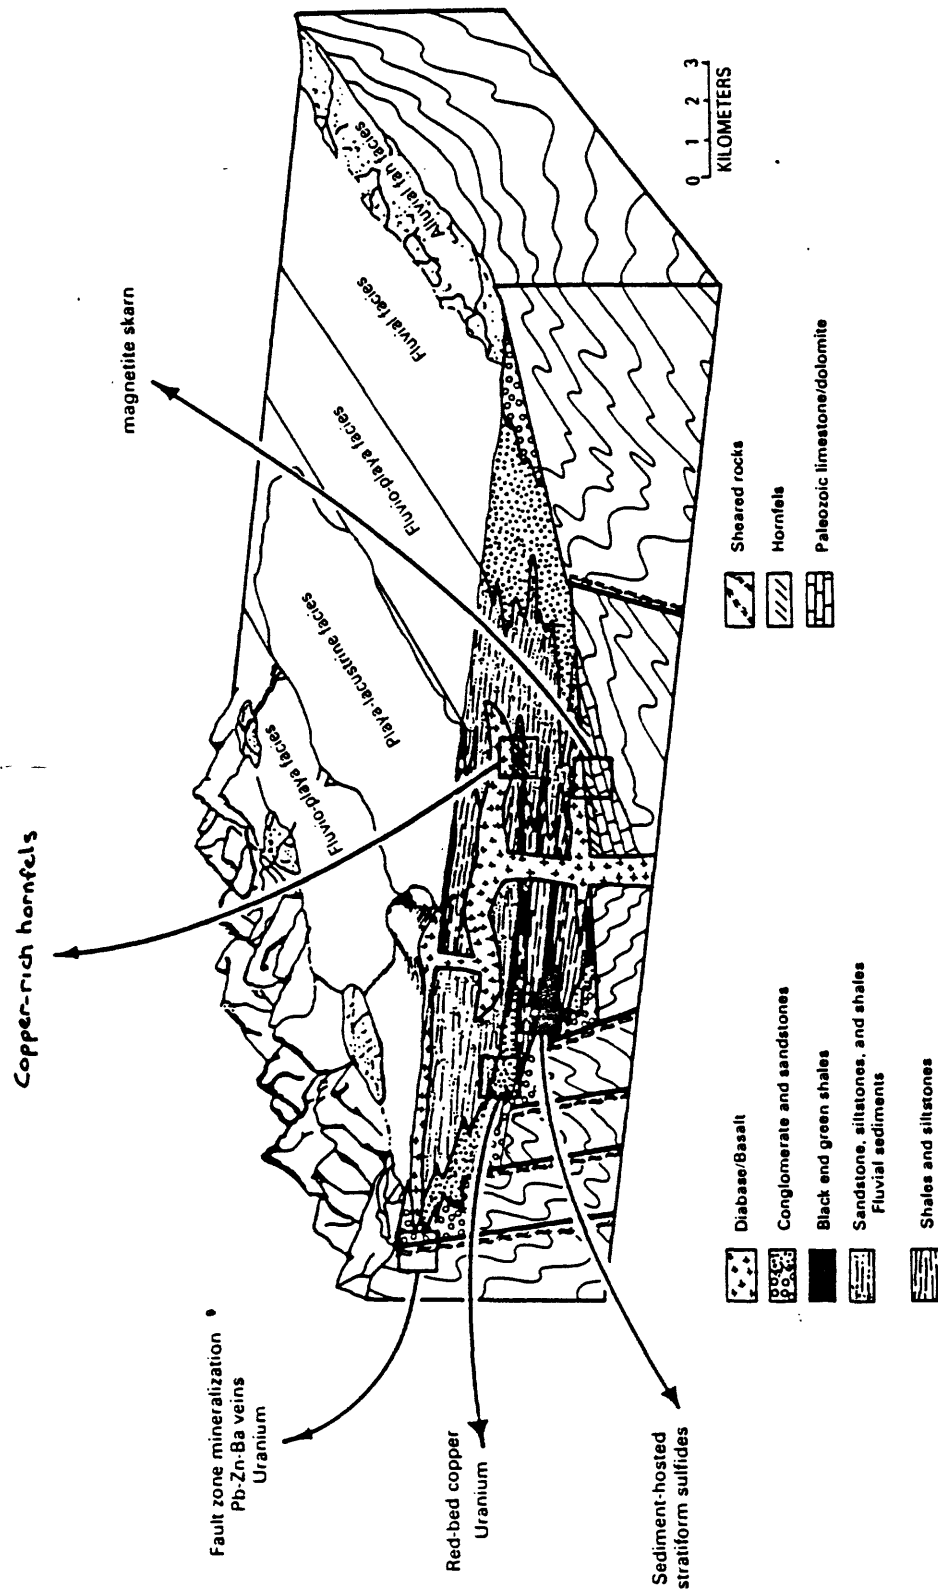 Copper-rich hornfels
magnetite skarn
Fault zone mineralization
Pb-Zn-Ba veins
Uranium
Red-bed copper
Uranium
Sediment-hosted
stratiform sulfides
Fluvio-playa facies
Playa-lacustrine facies
Fluvio-playa facies
Fluvial facies
Alluvial fan facies
0 1 2 3
KILOMETERS
Diabase/Basalt
Conglomerate and sandstones
Black end green shales
Sandstone, siltstones, and shales
Fluvial sediments
Shales and siltstones
Sheared rocks
Hornfels
Paleozoic limestone/dolomite